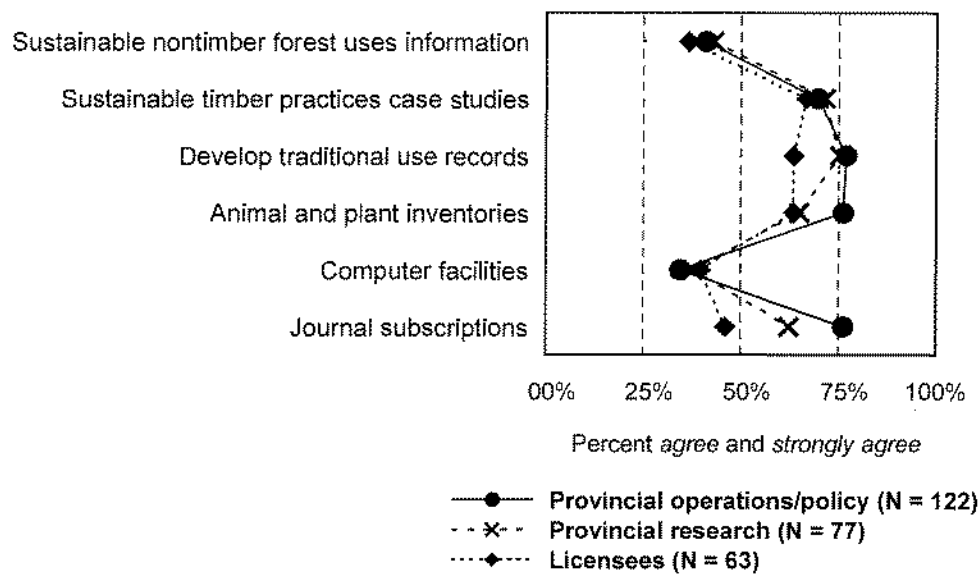 Sustainable nontimber forest uses information
Sustainable timber practices case studies
Develop traditional use records
Animal and plant inventories
Computer facilities
Journal subscriptions
00% 25% 50% 75% 100%
Percent agree and strongly agree
Provincial operations/policy (N = 122)
Provincial research (N = 77)
Licensees (N = 63)